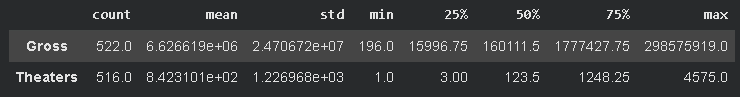 count mean std min 25% 50% 75% max
Gross 522.0 6.626619e+06 2.470672e+07 196.0 15996.75 160111.5 1777427.75 298575919.0
Theaters 516.0 8.423101e+02 1.226968e+03 1.0 3.00 123.5 1248.25 4575.0